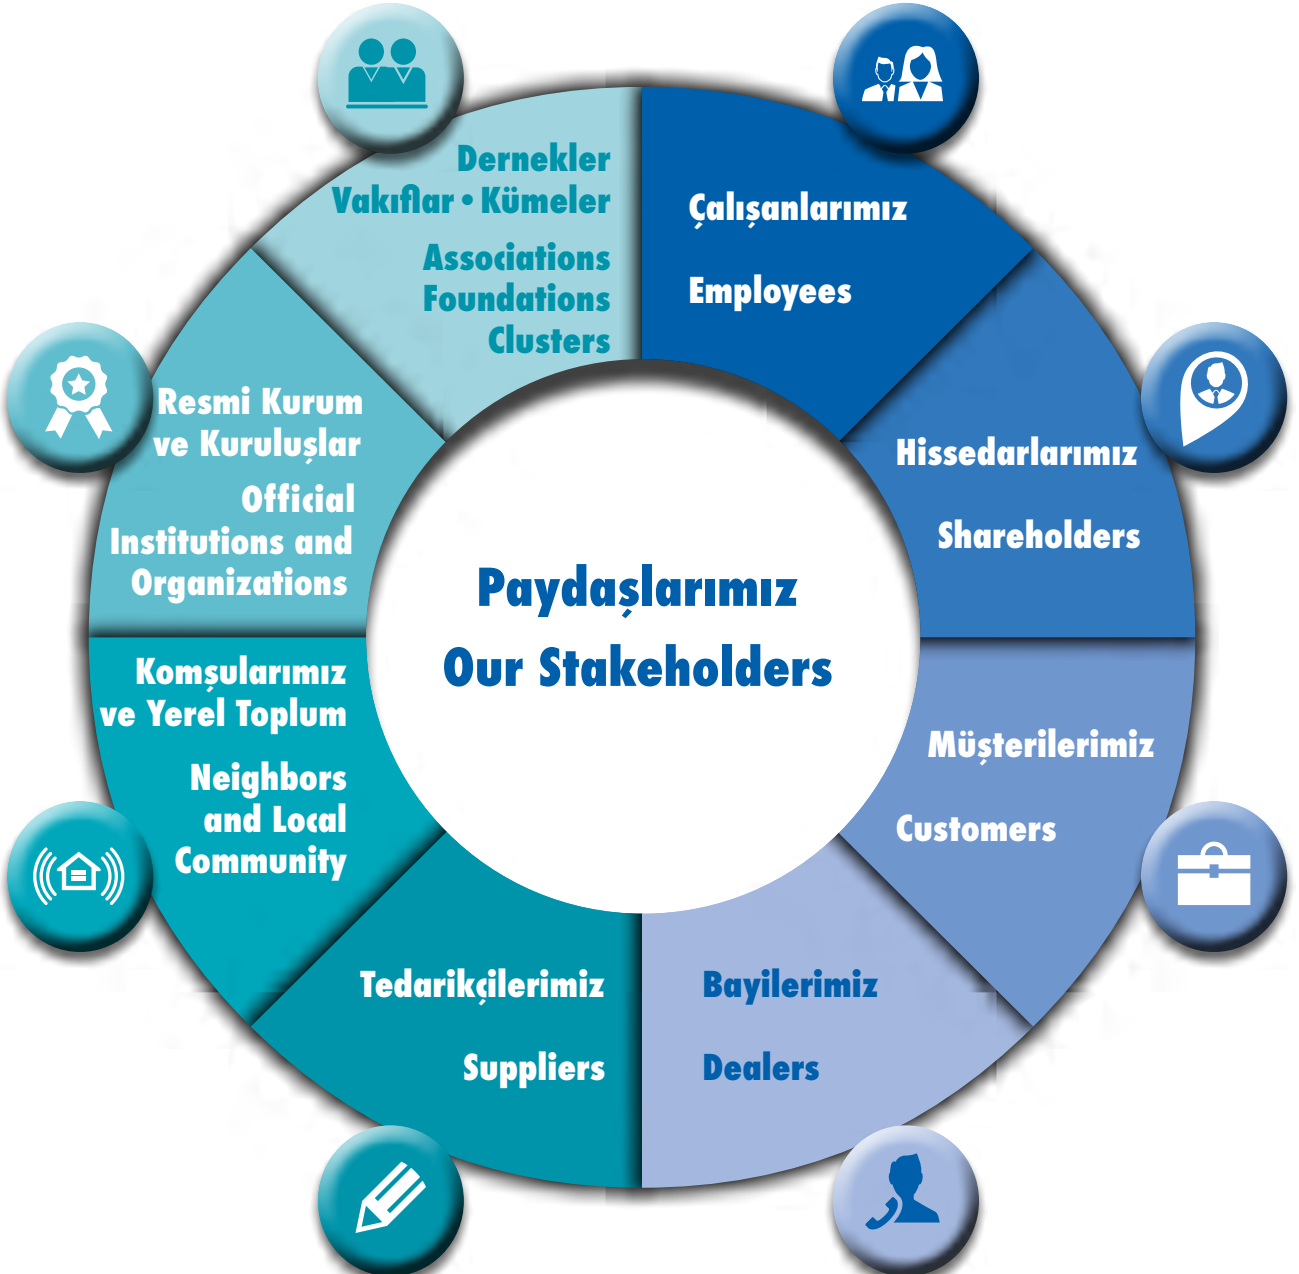 Dernekler
Vakıflar • Kümeler
Associations
Foundations
Clusters
Çalışanlarımız
Employees
Hissedarlarımız
Shareholders
Müşterilerimiz
Customers
Bayilerimiz
Dealers
Tedarikçilerimiz
Suppliers
Komşularımız
ve Yerel Toplum
Neighbors
and Local
Community
Resmi Kurum
ve Kuruluşlar
Official
Institutions and
Organizations
Paydaşlarımız
Our Stakeholders